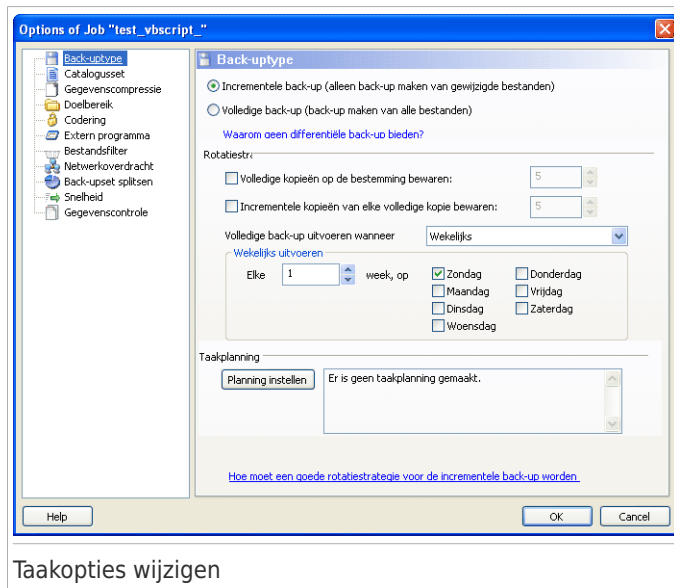 Options of Job "test_vbscript_"
Back-uptype
Catalogusset
Gegevenscompressie
Doelbereik
Codering
Extern programma
Bestandsfilter
Netwerkoverdracht
Back-upset splitsen
Snelheid
Gegevenscontrole
Back-uptype
Incrementele back-up (alleen back-up maken van gewijzigde bestanden)
Volledige back-up (back-up maken van alle bestanden)
Waarom geen differentiële back-up bieden?
Rotatiestra
Volledige kopieën op de bestemming bewaren: 5
Incrementele kopieën van elke volledige kopie bewaren: 5
Volledige back-up uitvoeren wanneer Wekelijks
Wekelijks uitvoeren
Elke 1 week, op
Zondag Donderdag
Maandag Vrijdag
Dinsdag Zaterdag
Woensdag
Taakplanning
Planning instellen Er is geen taakplanning gemaakt.
Hoe moet een goede rotatiestrategie voor de incrementele back-up worden
Help OK Cancel
Taakopties wijzigen